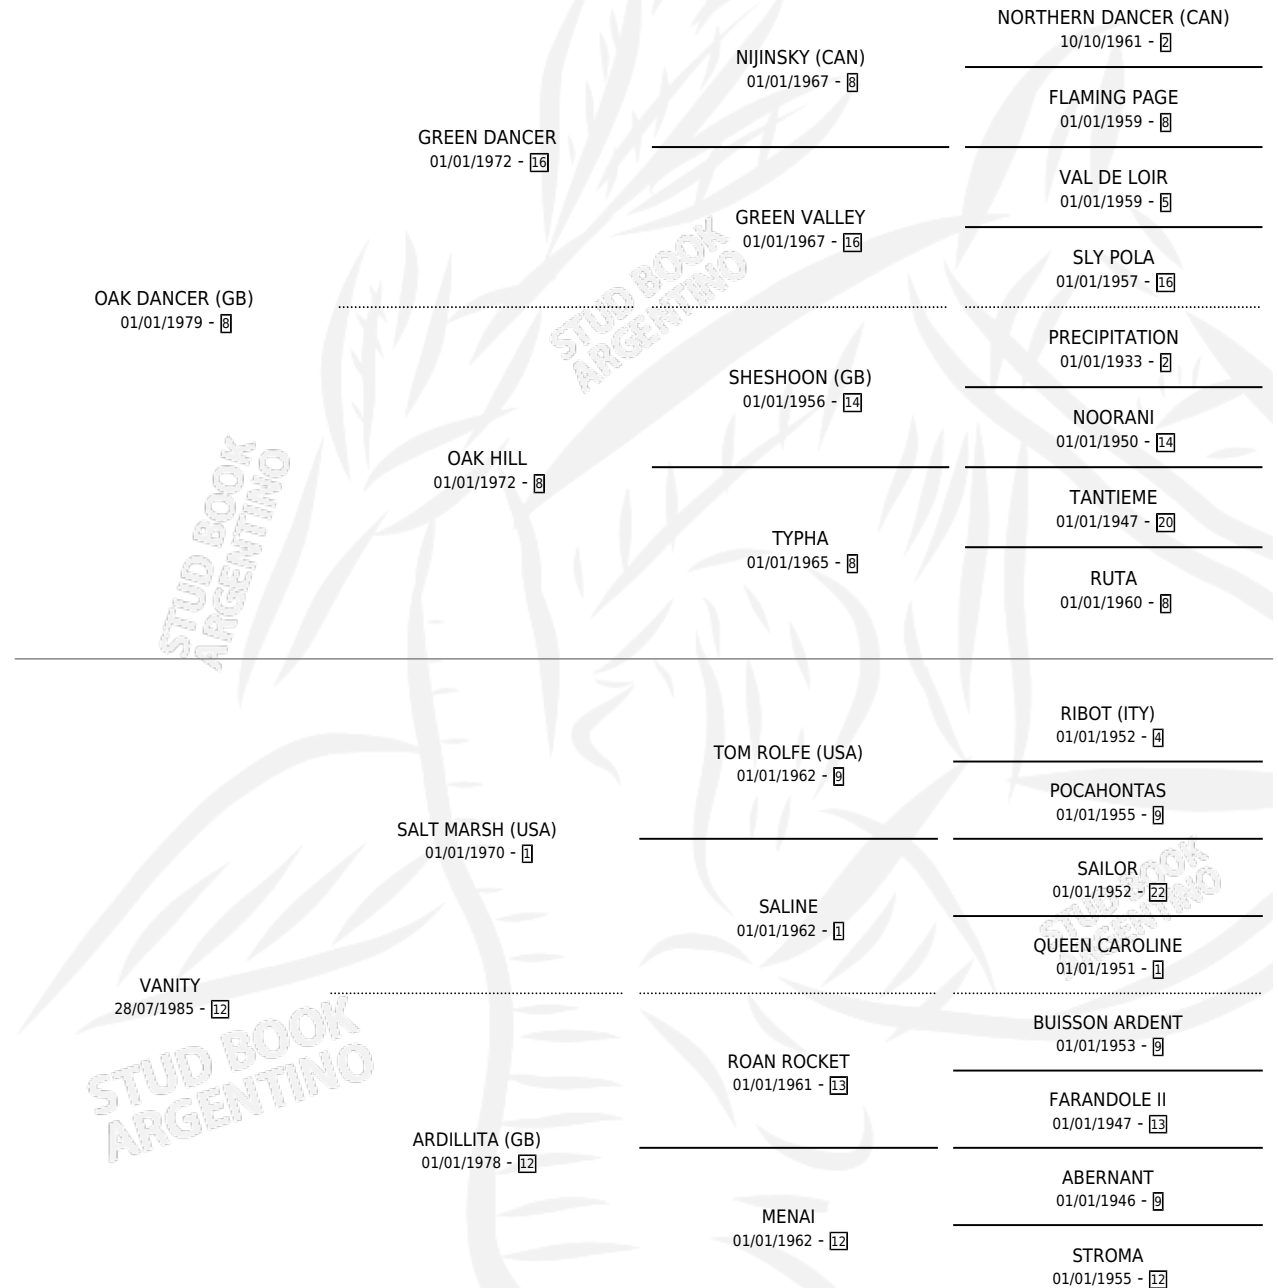 NORTHERN DANCER (CAN)
10/10/1961 - 2
NIJINSKY (CAN)
01/01/1967 - 8
FLAMING PAGE
01/01/1959 - 8
GREEN DANCER
01/01/1972 - 16
VAL DE LOIR
01/01/1959 - 5
GREEN VALLEY
01/01/1967 - 16
SLY POLA
01/01/1957 - 16
OAK DANCER (GB)
01/01/1979 - 8
PRECIPITATION
01/01/1933 - 2
SHESHOON (GB)
01/01/1956 - 14
NOORANI
01/01/1950 - 14
OAK HILL
01/01/1972 - 8
TANTIEME
01/01/1947 - 20
TYPHA
01/01/1965 - 8
RUTA
01/01/1960 - 8
RIBOT (ITY)
01/01/1952 - 4
TOM ROLFE (USA)
01/01/1962 - 9
POCAHONTAS
01/01/1955 - 9
SALT MARSH (USA)
01/01/1970 - 1
SAILOR
01/01/1952 - 22
SALINE
01/01/1962 - 1
QUEEN CAROLINE
01/01/1951 - 1
VANITY
28/07/1985 - 12
BUISSON ARDENT
01/01/1953 - 9
ROAN ROCKET
01/01/1961 - 13
FARANDOLE II
01/01/1947 - 13
ARDILLITA (GB)
01/01/1978 - 12
ABERNANT
01/01/1946 - 9
MENAI
01/01/1962 - 12
STROMA
01/01/1955 - 12
STUD BOOK
ARGENTINO
STUD BOOK
ARGENTINO
STUD BOOK
ARGENTINO
STUD BOOK
ARGENTINO